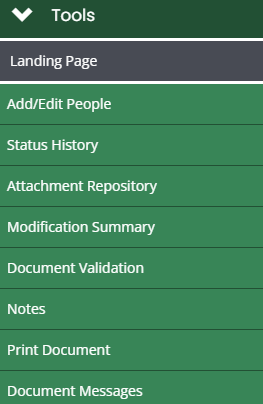 Tools
Landing Page
Add/Edit People
Status History
Attachment Repository
Modification Summary
Document Validation
Notes
Print Document
Document Messages